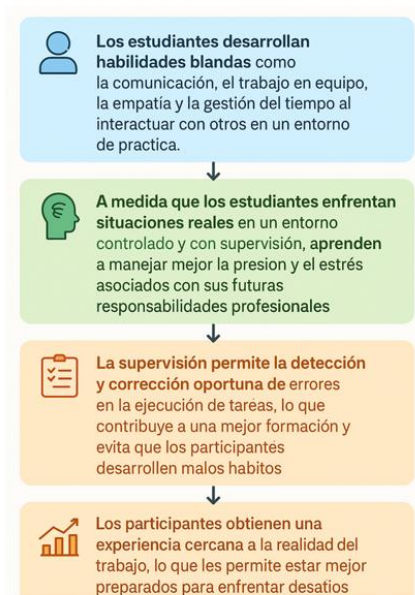 Los estudiantes desarrollan
habilidades blandas como
la comunicación, el trabajo en equipo,
la empatía y la gestión del tiempo al
interactuar con otros en un entorno
de practica.
A medida que los estudiantes enfrentan
situaciones reales en un entorno
controlado y con supervisión, aprenden
a manejar mejor la presion y el estrés
asociados con sus futuras
responsabilidades profesionales
La supervisión permite la detección
y corrección oportuna de errores
en la ejecución de tareas, lo que
contribuye a una mejor formación y
evita que los participantes
desarrollen malos habitos
Los participantes obtienen una
experiencia cercana a la realidad del
trabajo, lo que les permite estar mejor
preparados para enfrentar desatios